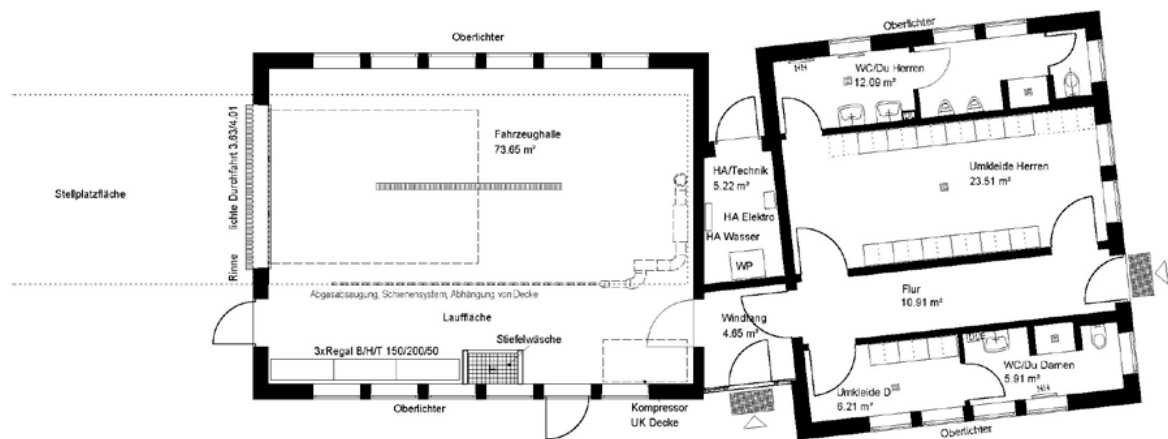 Oberlichter
Oberlichter
WC/Du Herren
12.09 m²
Fahrzeughalle
73.65 m²
lichte Durchfahrt 3,63/4.01
Rinne
Stellplatzfläche
HA/Technik
5.22 m²
HA Elektro
HA Wasser
WP
Umkleide Herren
23.51 m²
Abgasabsaugung, Schienensystem, Abhängung von Decke
Lauffläche
Stiefelwäsche
3xRegal B/H/T 150/200/50
Windfang
4.65 m²
Flur
10.91 m²
WC/Du Damen
5.91 m²
Umkleide D
6.21 m²
Oberlichter
Kompressor
UK Decke
Oberlichter